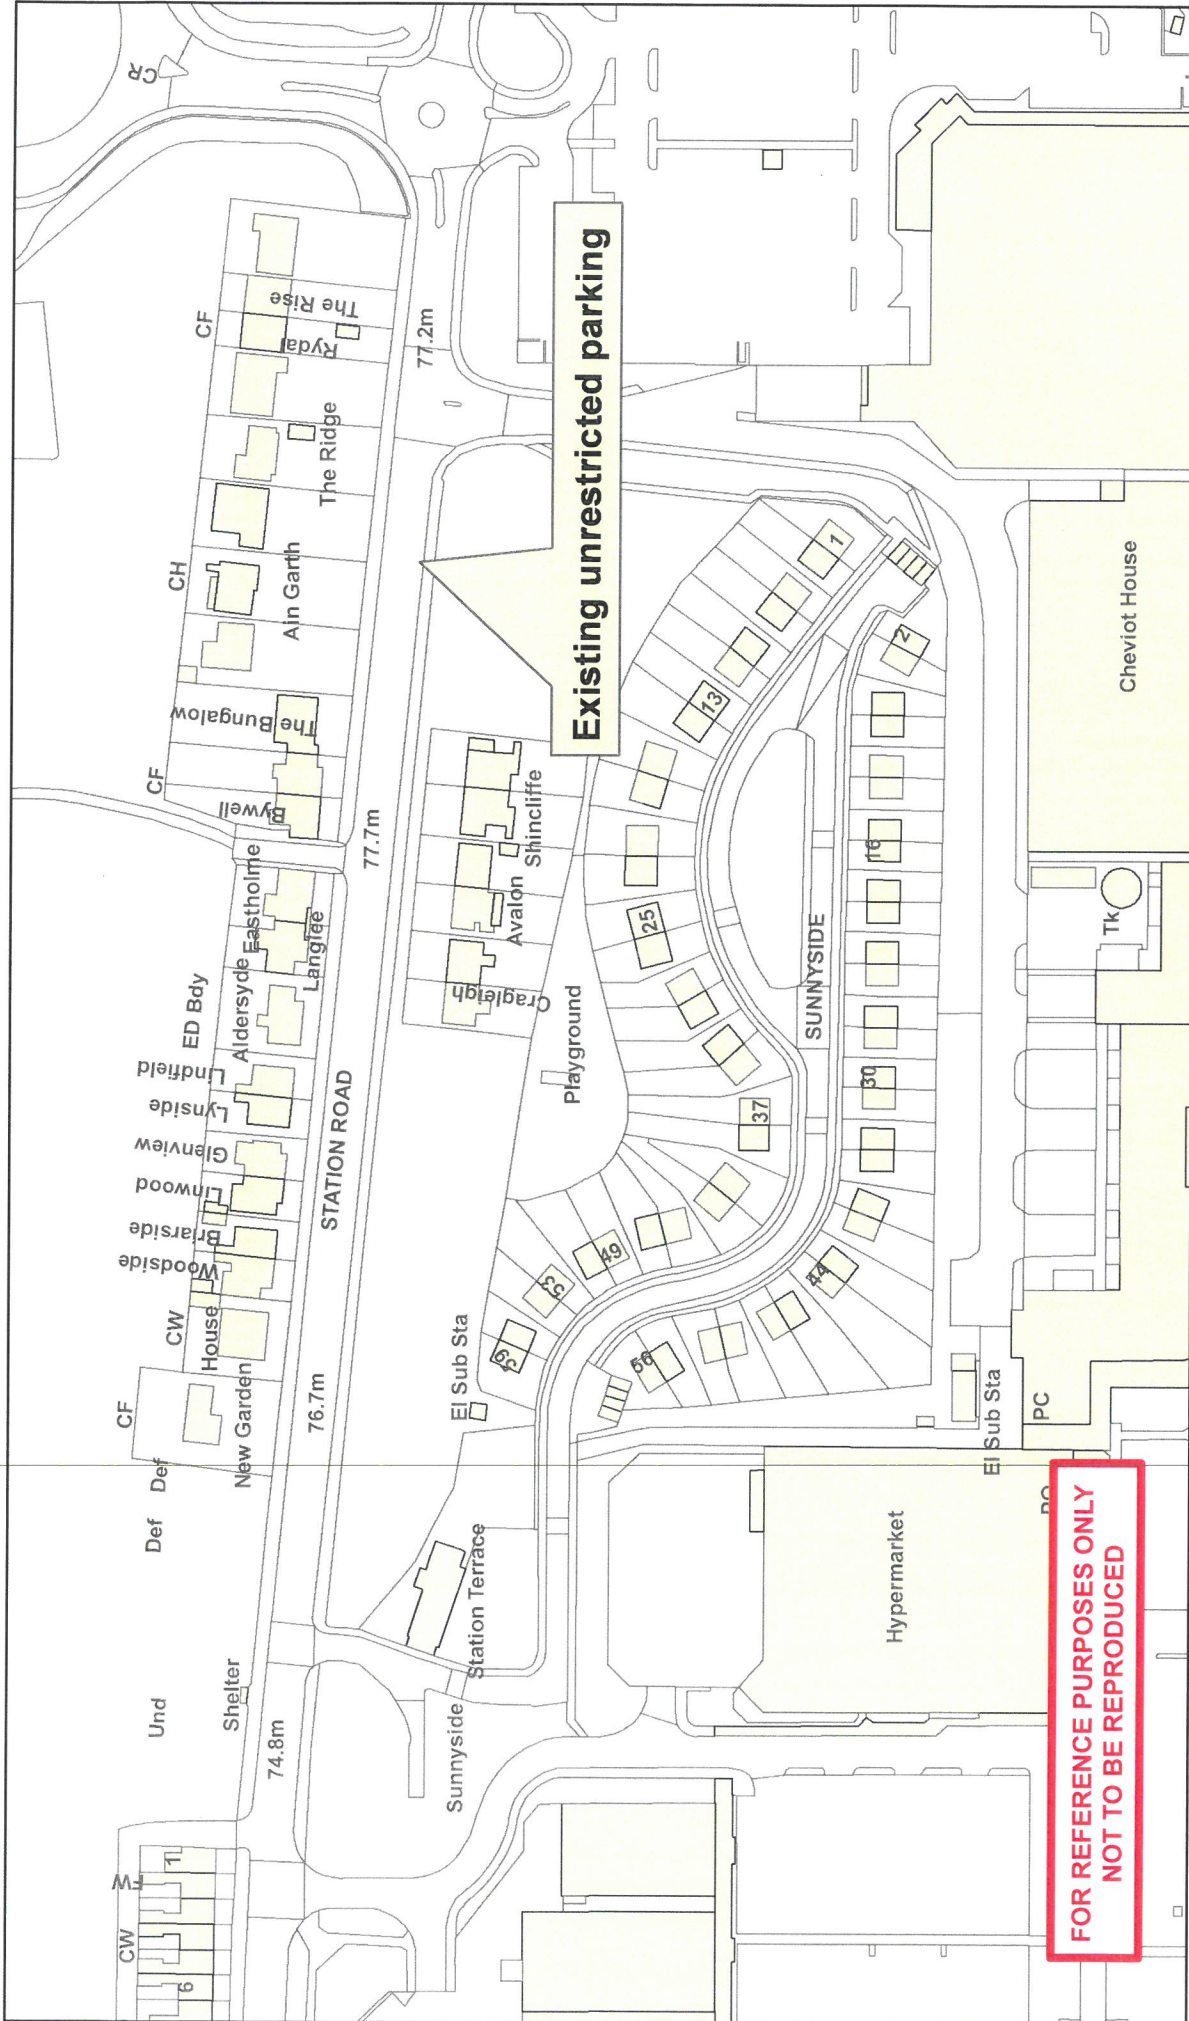 CR
CF
The Rise
Rydal
77.2m
The Ridge
CH
Ain Garth
Existing unrestricted parking
The Bungalow
CF
Bywell
77.7m
Shincliffe
Avalon
Cragleigh
Eastholme
Langlee
Aldersyde
ED Bdy
Lindfield
Lynside
Glenview
Linwood
Briarside
Woodside
STATION ROAD
CW
House
New Garden
CF
Def
Def
76.7m
Playground
1
13
25
37
49
53
59
2
16
30
44
56
SUNNYSIDE
Cheviot House
Tk
El Sub Sta
El Sub Sta
PC
Hypermarket
Station Terrace
Sunnyside
Und
Shelter
74.8m
FW
1
CW
6
FOR REFERENCE PURPOSES ONLY
NOT TO BE REPRODUCED